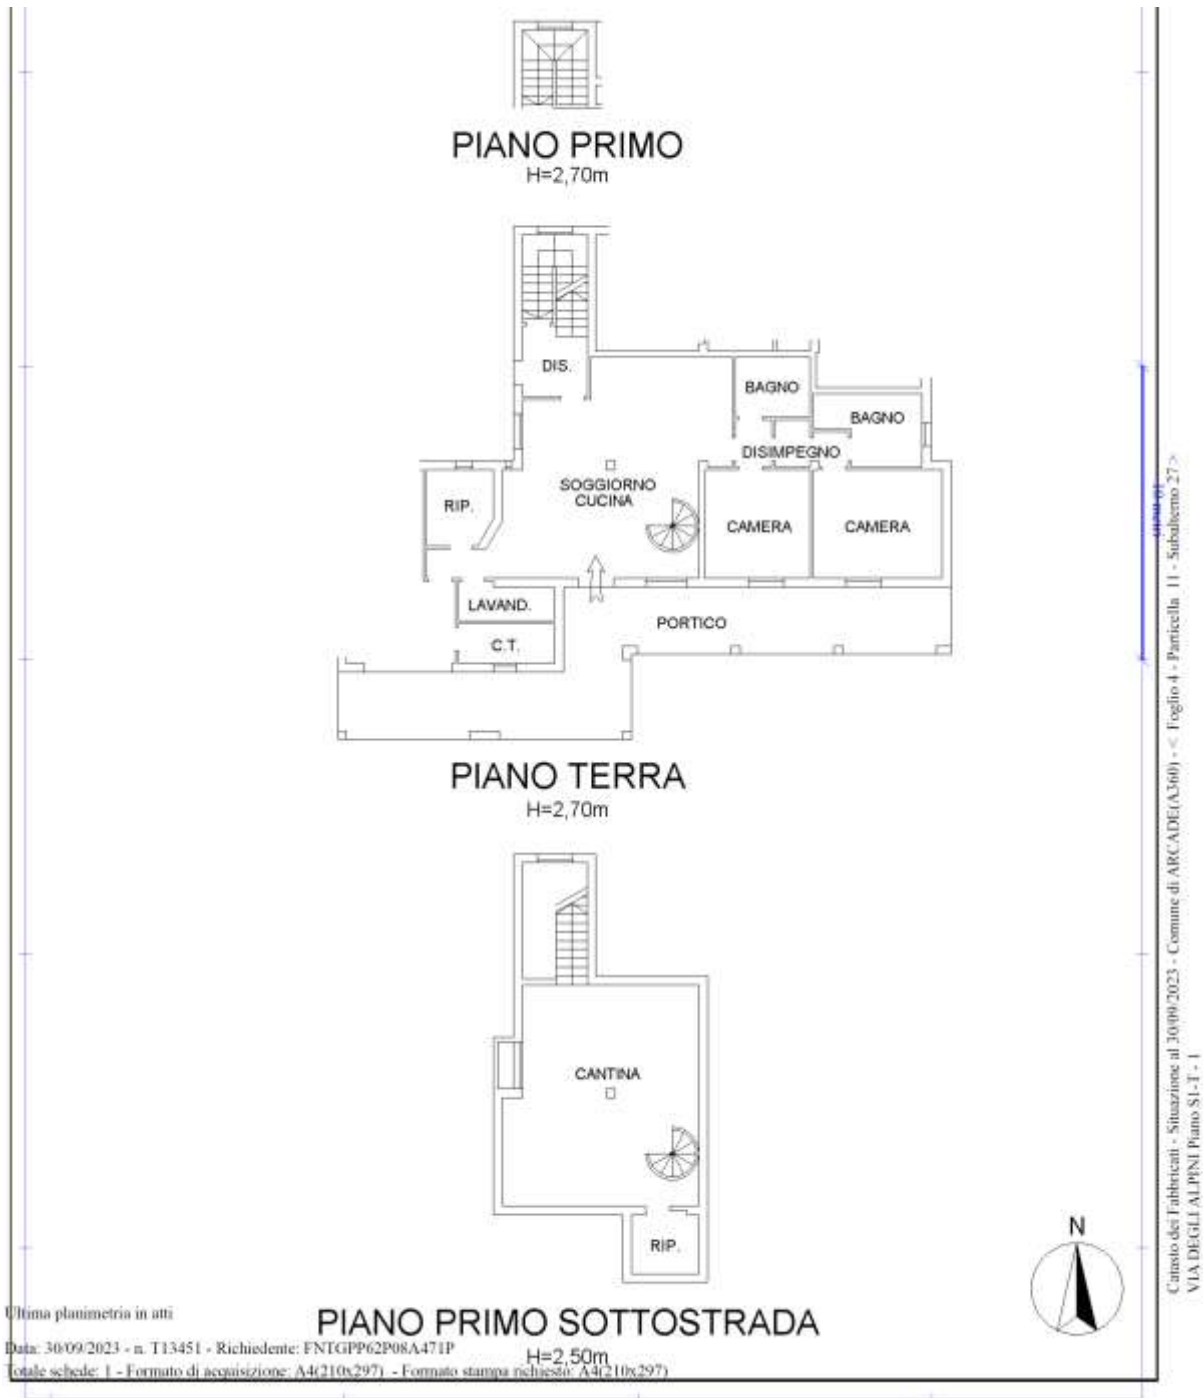 PIANO PRIMO
H=2,70m
DIS.
BAGNO
BAGNO
DISIMPEGNO
SOGGIORNO
CUCINA
RIP.
CAMERA
CAMERA
LAVAND.
PORTICO
C.T.
PIANO TERRA
H=2,70m
CANTINA
RIP.
N
PIANO PRIMO SOTTOSTRADA
H=2,50m
Ultima planimetria in atti
Data: 30/09/2023 - n. T13451 - Richiedente: FNTGPP62P08A471P
Totale schede: 1 - Formato di acquisizione: A4(210x297) - Formato stampa richiesto: A4(210x297)
10 metri
Catasto dei Fabbricati - Situazione al 30/09/2023 - Comune di ARCADE(A360) - < Foglio 4 - Particella 11 - Subalterno 27 >
VIA DEGLI ALPINI Piano S1-T - 1